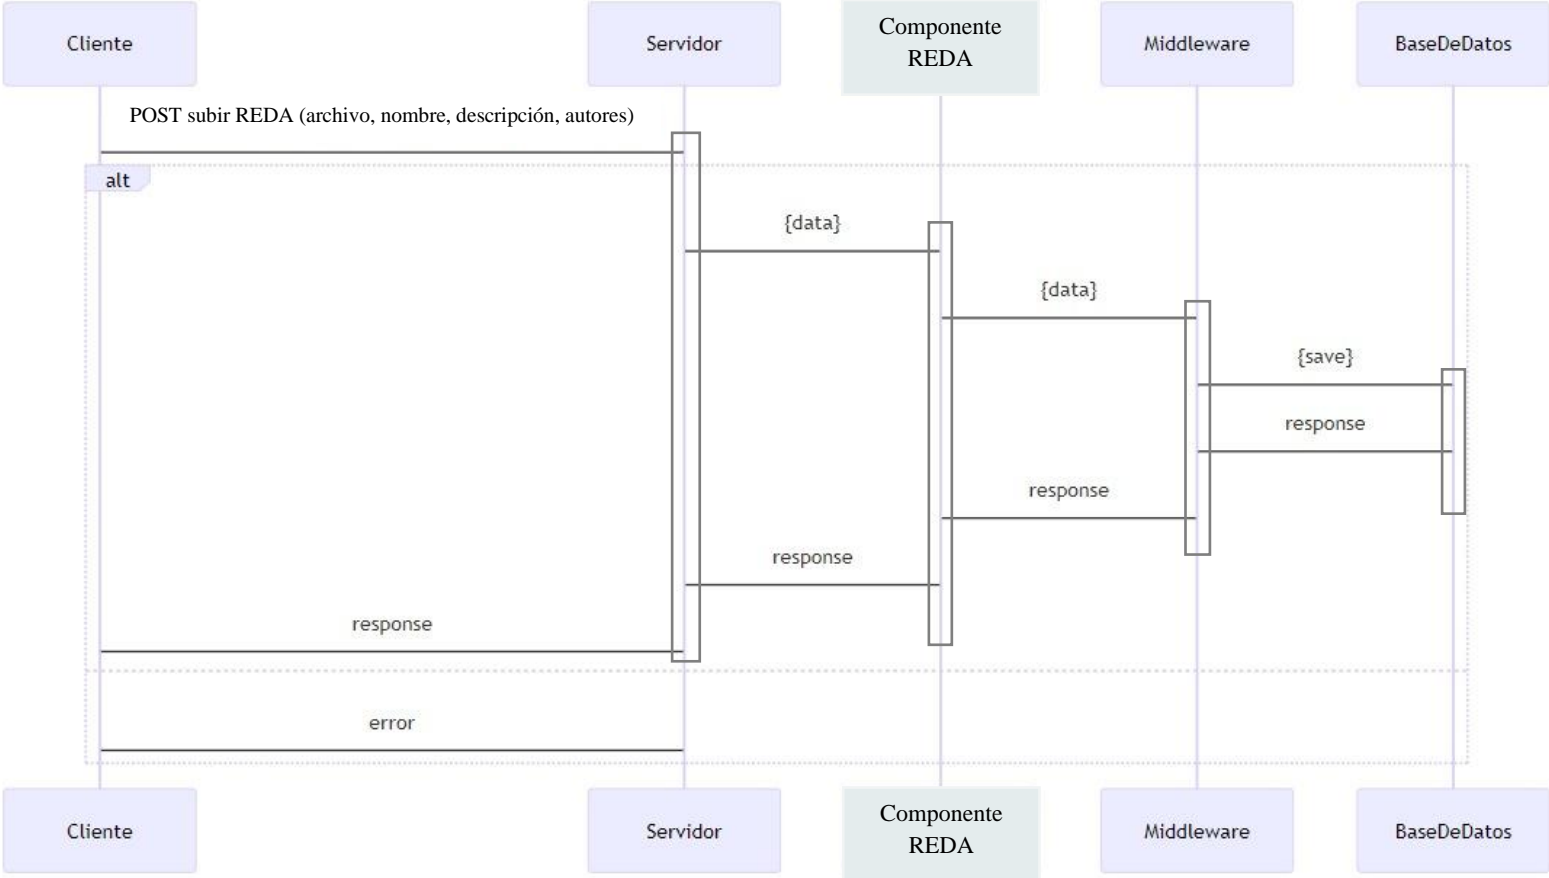 Cliente
Servidor
Componente
REDA
Middleware
BaseDeDatos
POST subir REDA (archivo, nombre, descripción, autores)
alt
{data}
{data}
{save}
response
response
response
response
error
Cliente
Servidor
Componente
REDA
Middleware
BaseDeDatos